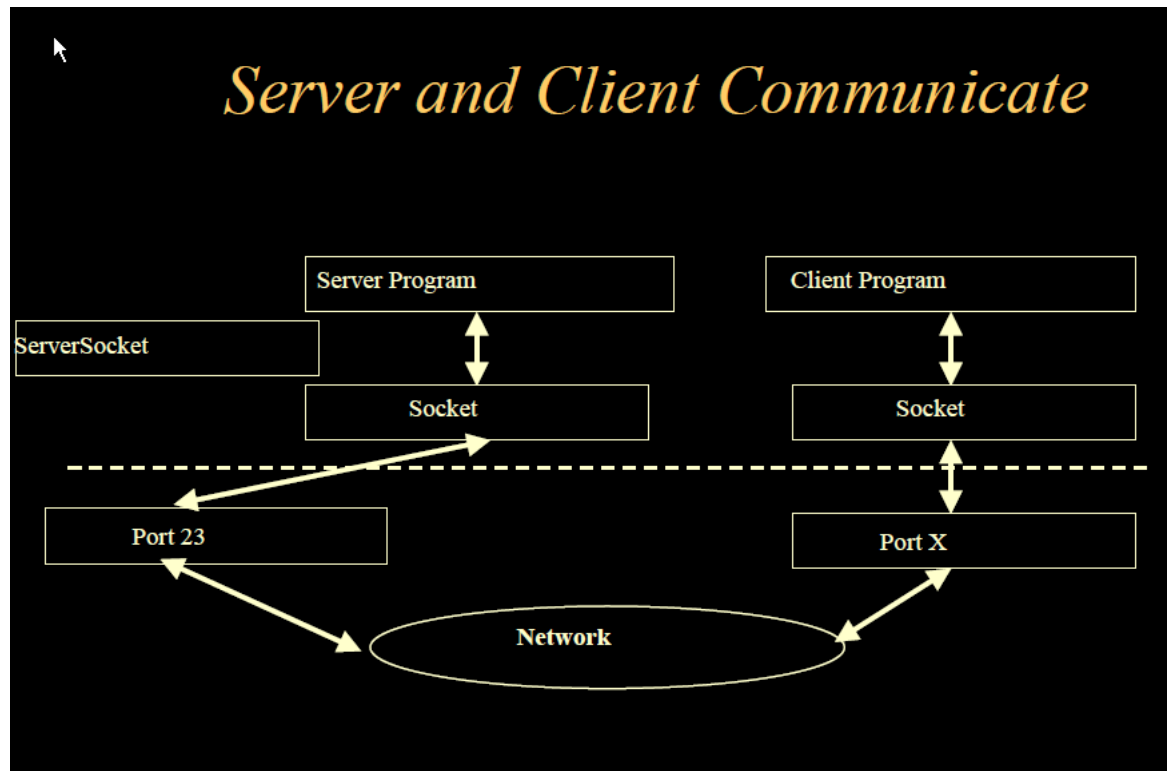 Server and Client Communicate
Server Program
Client Program
ServerSocket
Socket
Socket
Port 23
Port X
Network